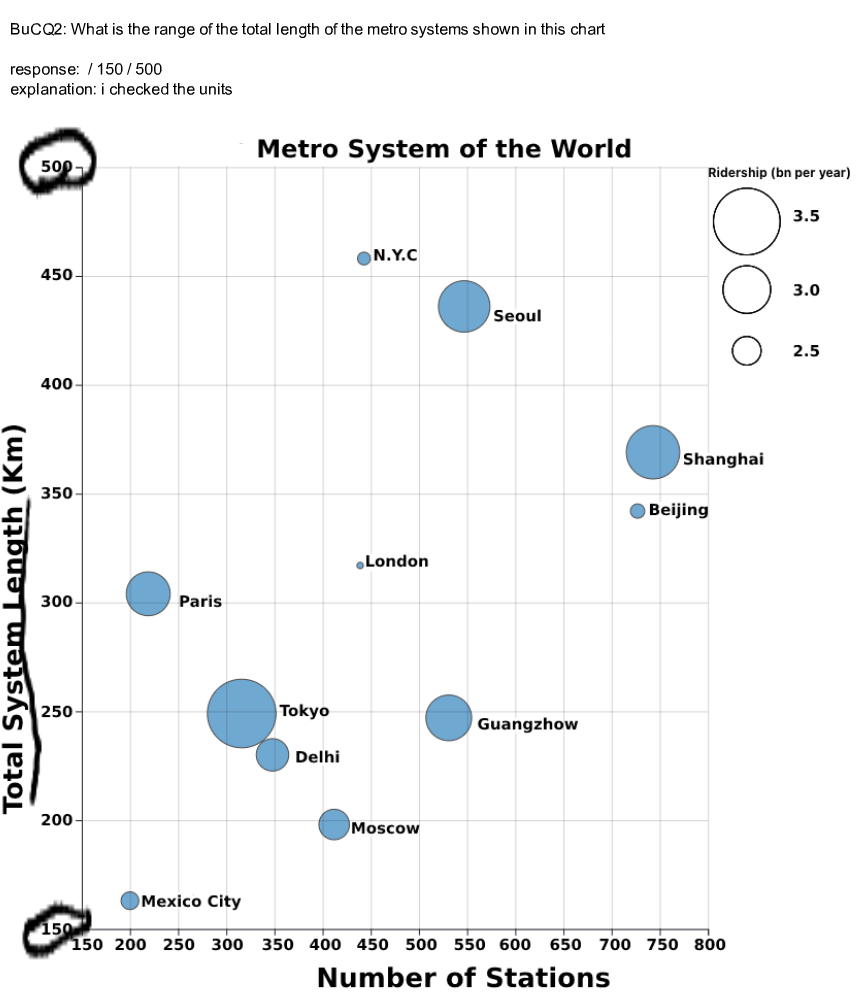 BuCQ2: What is the range of the total length of the metro systems shown in this chart
response:  / 150 / 500
explanation: i checked the units
Metro System of the World
Ridership (bn per year)
3.5
3.0
2.5
500
450
400
350
300
250
200
150
Total System Length (Km)
N.Y.C
Seoul
Shanghai
Beijing
London
Paris
Tokyo
Guangzhow
Delhi
Moscow
Mexico City
150 200 250 300 350 400 450 500 550 600 650 700 750 800
Number of Stations